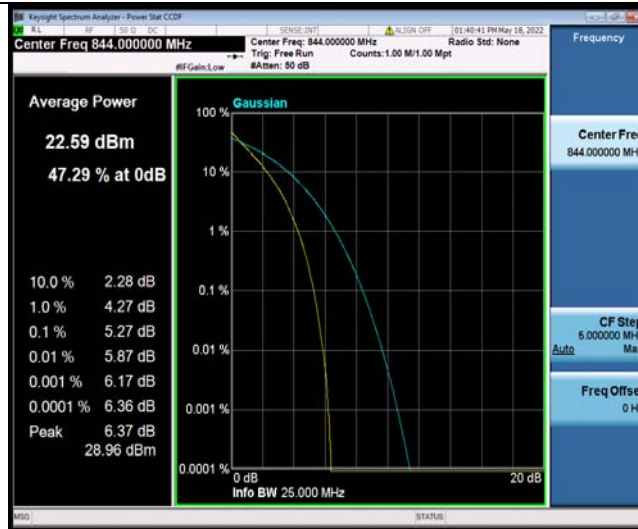 Keysight Spectrum Analyzer - Power Stat CCDF
RL RF 50 Ω DC SENSE:INT ALIGN OFF 01:40:41 PM May 18, 2022
Center Freq 844.000000 MHz
Center Freq: 844.000000 MHz Radio Std: None
Trig: Free Run Counts:1.00 M/1.00 Mpt
#IFGain:Low #Atten: 50 dB
Frequency
Average Power
22.59 dBm
47.29 % at 0dB
10.0 % 2.28 dB
1.0 % 4.27 dB
0.1 % 5.27 dB
0.01 % 5.87 dB
0.001 % 6.17 dB
0.0001 % 6.36 dB
Peak 6.37 dB
28.96 dBm
Gaussian
100 %
10 %
1 %
0.1 %
0.01 %
0.001 %
0.0001 %
0 dB 20 dB
Info BW 25.000 MHz
Center Fre
844.000000 MH
CF Step
5.000000 MH
Auto Ma
Freq Offse
0 H
MSG STATUS